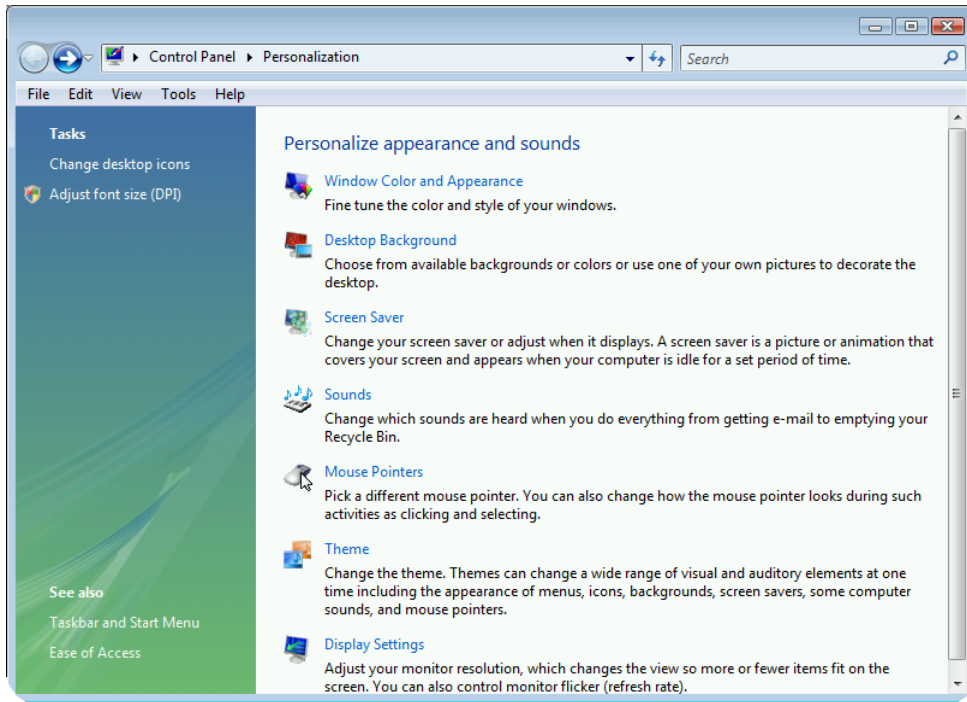 Control Panel Personalization
Search
File Edit View Tools Help
Tasks
Change desktop icons
Adjust font size (DPI)
See also
Taskbar and Start Menu
Ease of Access
Personalize appearance and sounds
Window Color and Appearance
Fine tune the color and style of your windows.
Desktop Background
Choose from available backgrounds or colors or use one of your own pictures to decorate the
desktop.
Screen Saver
Change your screen saver or adjust when it displays. A screen saver is a picture or animation that
covers your screen and appears when your computer is idle for a set period of time.
Sounds
Change which sounds are heard when you do everything from getting e-mail to emptying your
Recycle Bin.
Mouse Pointers
Pick a different mouse pointer. You can also change how the mouse pointer looks during such
activities as clicking and selecting.
Theme
Change the theme. Themes can change a wide range of visual and auditory elements at one
time including the appearance of menus, icons, backgrounds, screen savers, some computer
sounds, and mouse pointers.
Display Settings
Adjust your monitor resolution, which changes the view so more or fewer items fit on the
screen. You can also control monitor flicker (refresh rate).